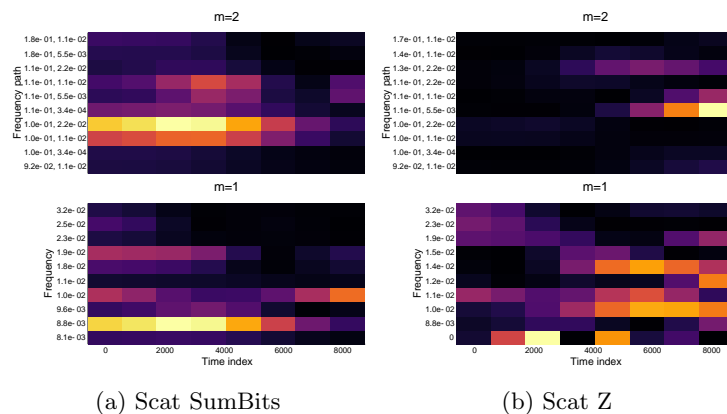 m=2
Frequency path
1.8e- 01, 1.1e- 02
1.8e- 01, 5.5e- 03
1.1e- 01, 2.2e- 02
1.1e- 01, 1.1e- 02
1.1e- 01, 5.5e- 03
1.1e- 01, 3.4e- 04
1.0e- 01, 2.2e- 02
1.0e- 01, 1.1e- 02
1.0e- 01, 3.4e- 04
9.2e- 02, 1.1e- 02
m=1
Frequency
3.2e- 02
2.5e- 02
2.3e- 02
1.9e- 02
1.8e- 02
1.1e- 02
1.0e- 02
9.6e- 03
8.8e- 03
8.1e- 03
0 2000 4000 6000 8000
Time index
(a) Scat SumBits
m=2
Frequency path
1.7e- 01, 1.1e- 02
1.4e- 01, 1.1e- 02
1.3e- 01, 2.2e- 02
1.1e- 01, 2.2e- 02
1.1e- 01, 1.1e- 02
1.1e- 01, 5.5e- 03
1.0e- 01, 2.2e- 02
1.0e- 01, 1.1e- 02
1.0e- 01, 3.4e- 04
9.2e- 02, 1.1e- 02
m=1
Frequency
3.2e- 02
2.3e- 02
1.9e- 02
1.5e- 02
1.4e- 02
1.2e- 02
1.1e- 02
1.0e- 02
8.8e- 03
0
0 2000 4000 6000 8000
Time index
(b) Scat Z